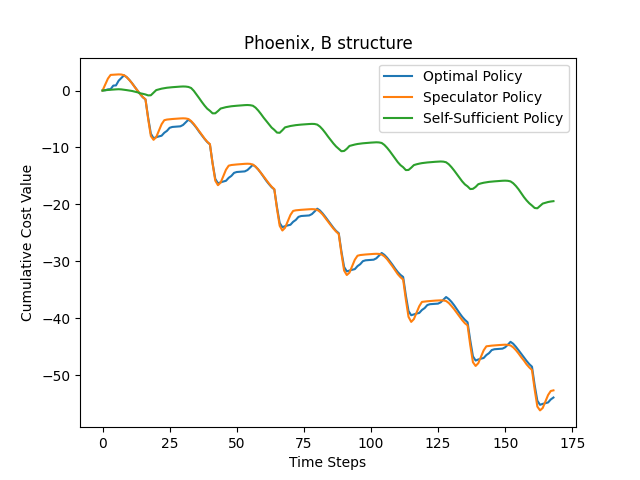 Phoenix, B structure
Optimal Policy
Speculator Policy
Self-Sufficient Policy
Cumulative Cost Value
0
−10
−20
−30
−40
−50
0 25 50 75 100 125 150 175
Time Steps